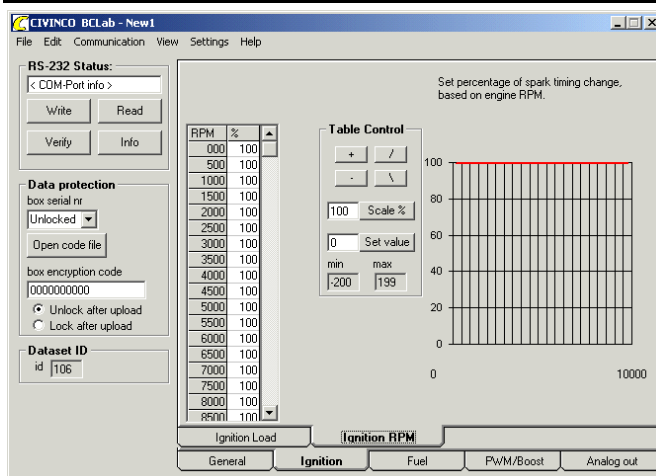 CIVINCO BCLab - New1
File Edit Communication View Settings Help
RS-232 Status:
< COM-Port info >
Write Read
Verify Info
Data protection
box serial nr
Unlocked
Open code file
box encryption code
0000000000
Unlock after upload
Lock after upload
Dataset ID
id 106
RPM %
000 100
500 100
1000 100
1500 100
2000 100
2500 100
3000 100
3500 100
4000 100
4500 100
5000 100
5500 100
6000 100
6500 100
7000 100
7500 100
8000 100
8500 100
Table Control
+ /
- \
100 Scale %
0 Set value
min max
-200 199
Set percentage of spark timing change,
based on engine RPM.
100
80
60
40
20
0
0 10000
Ignition Load Ignition RPM
General Ignition Fuel PWM/Boost Analog out